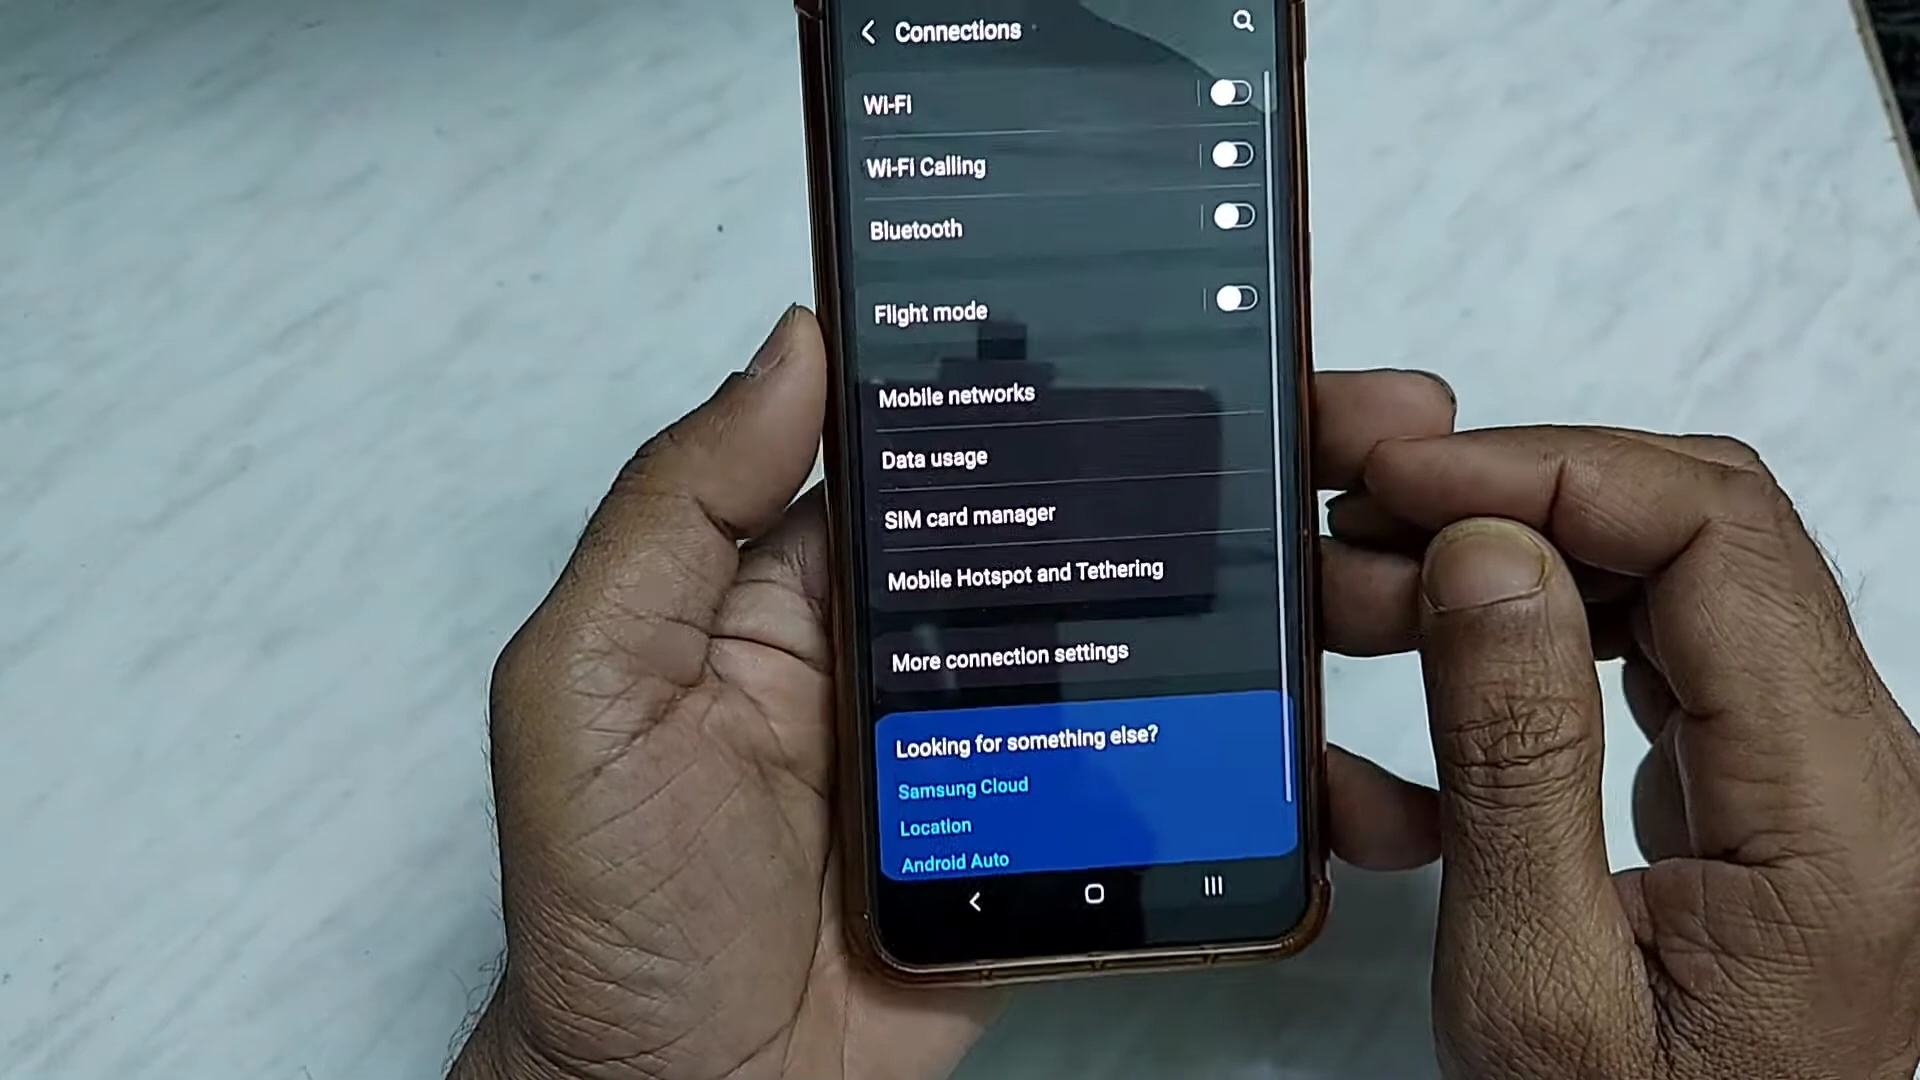 Connections
Wi-Fi
Wi-Fi Calling
Bluetooth
Flight mode
Mobile networks
Data usage
SIM card manager
Mobile Hotspot and Tethering
More connection settings
Looking for something else?
Samsung Cloud
Location
Android Auto